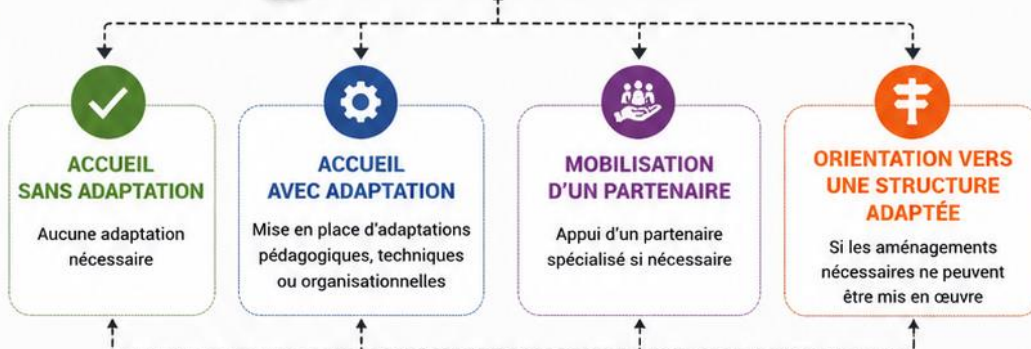 ACCUEIL
SANS ADAPTATION
Aucune adaptation
nécessaire
ACCUEIL
AVEC ADAPTATION
Mise en place d'adaptations
pédagogiques, techniques
ou organisationnelles
MOBILISATION
D'UN PARTENAIRE
Appui d'un partenaire
spécialisé si nécessaire
ORIENTATION VERS
UNE STRUCTURE
ADAPTÉE
Si les aménagements
nécessaires ne peuvent
être mis en œuvre